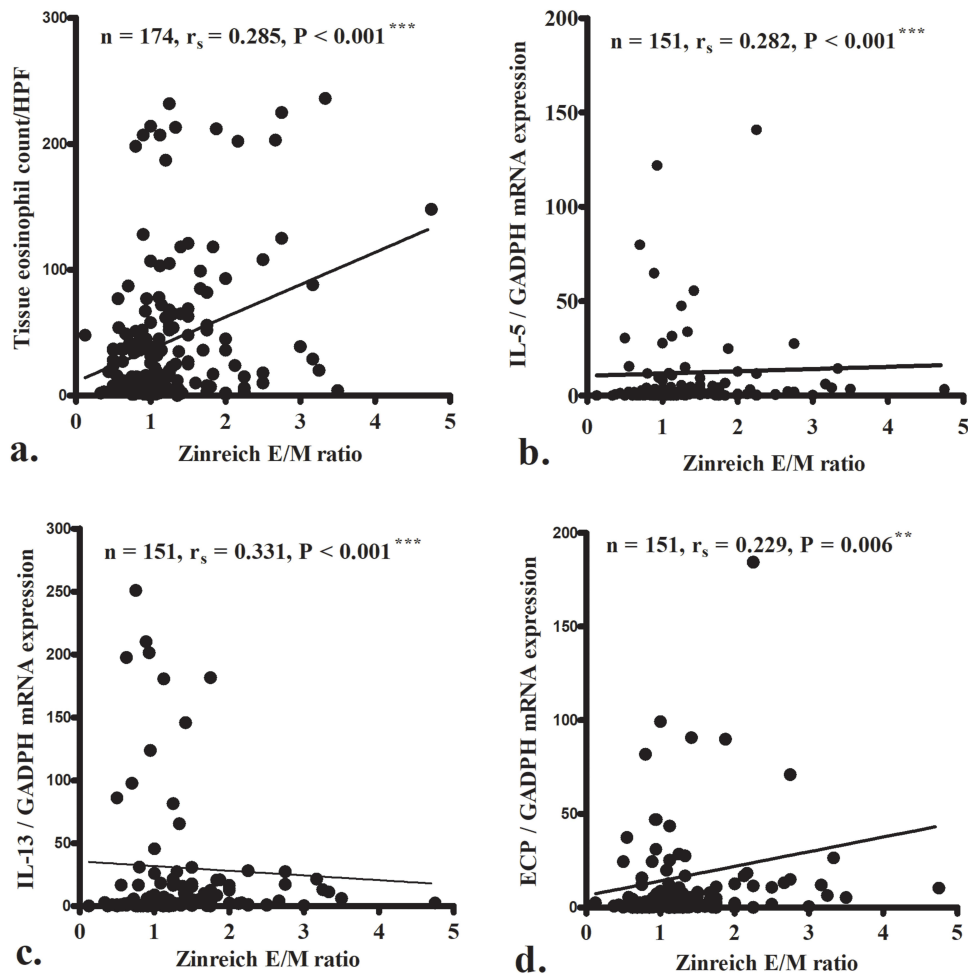 n = 174, rs = 0.285, P < 0.001***
Tissue eosinophil count/HPF
300
200
100
0
0 1 2 3 4 5
Zinreich E/M ratio
a.
n = 151, rs = 0.282, P < 0.001***
IL-5 / GADPH mRNA expression
200
150
100
50
0
0 1 2 3 4 5
Zinreich E/M ratio
b.
n = 151, rs = 0.331, P < 0.001***
IL-13 / GADPH mRNA expression
300
250
200
150
100
50
0
0 1 2 3 4 5
Zinreich E/M ratio
c.
n = 151, rs = 0.229, P = 0.006**
ECP / GADPH mRNA expression
200
150
100
50
0
0 1 2 3 4 5
Zinreich E/M ratio
d.